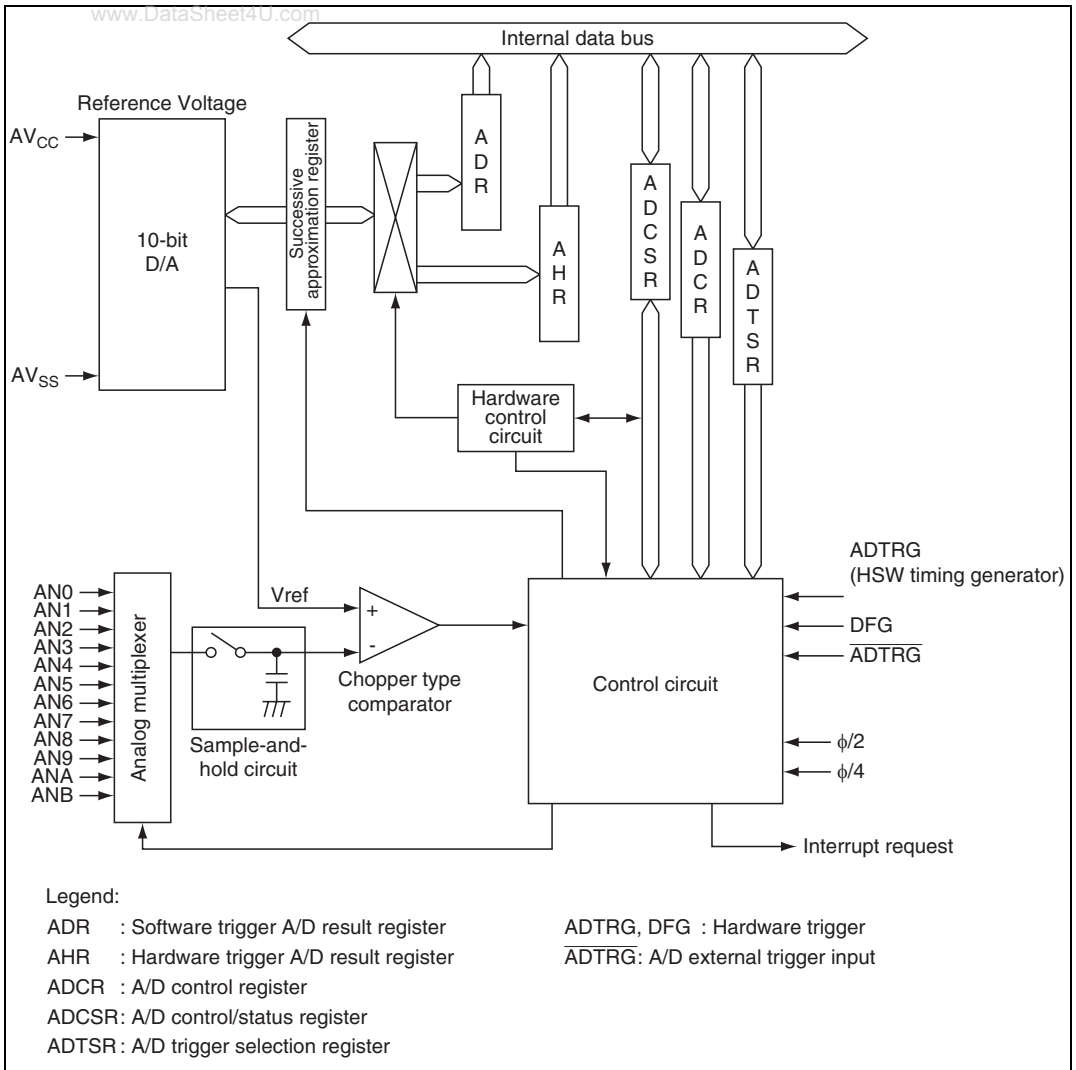 www.DataSheet4U.com
Internal data bus
Reference Voltage
AVCC
AVSS
10-bit
D/A
Successive
approximation register
ADR
AHR
ADCSR
ADCR
ADTSR
Hardware
control
circuit
Vref
+
-
Chopper type
comparator
AN0
AN1
AN2
AN3
AN4
AN5
AN6
AN7
AN8
AN9
ANA
ANB
Analog multiplexer
Sample-and-
hold circuit
Control circuit
ADTRG
(HSW timing generator)
DFG
ADTRG
ϕ/2
ϕ/4
Interrupt request
Legend:
ADR : Software trigger A/D result register
AHR : Hardware trigger A/D result register
ADCR : A/D control register
ADCSR : A/D control/status register
ADTSR : A/D trigger selection register
ADTRG, DFG : Hardware trigger
ADTRG: A/D external trigger input